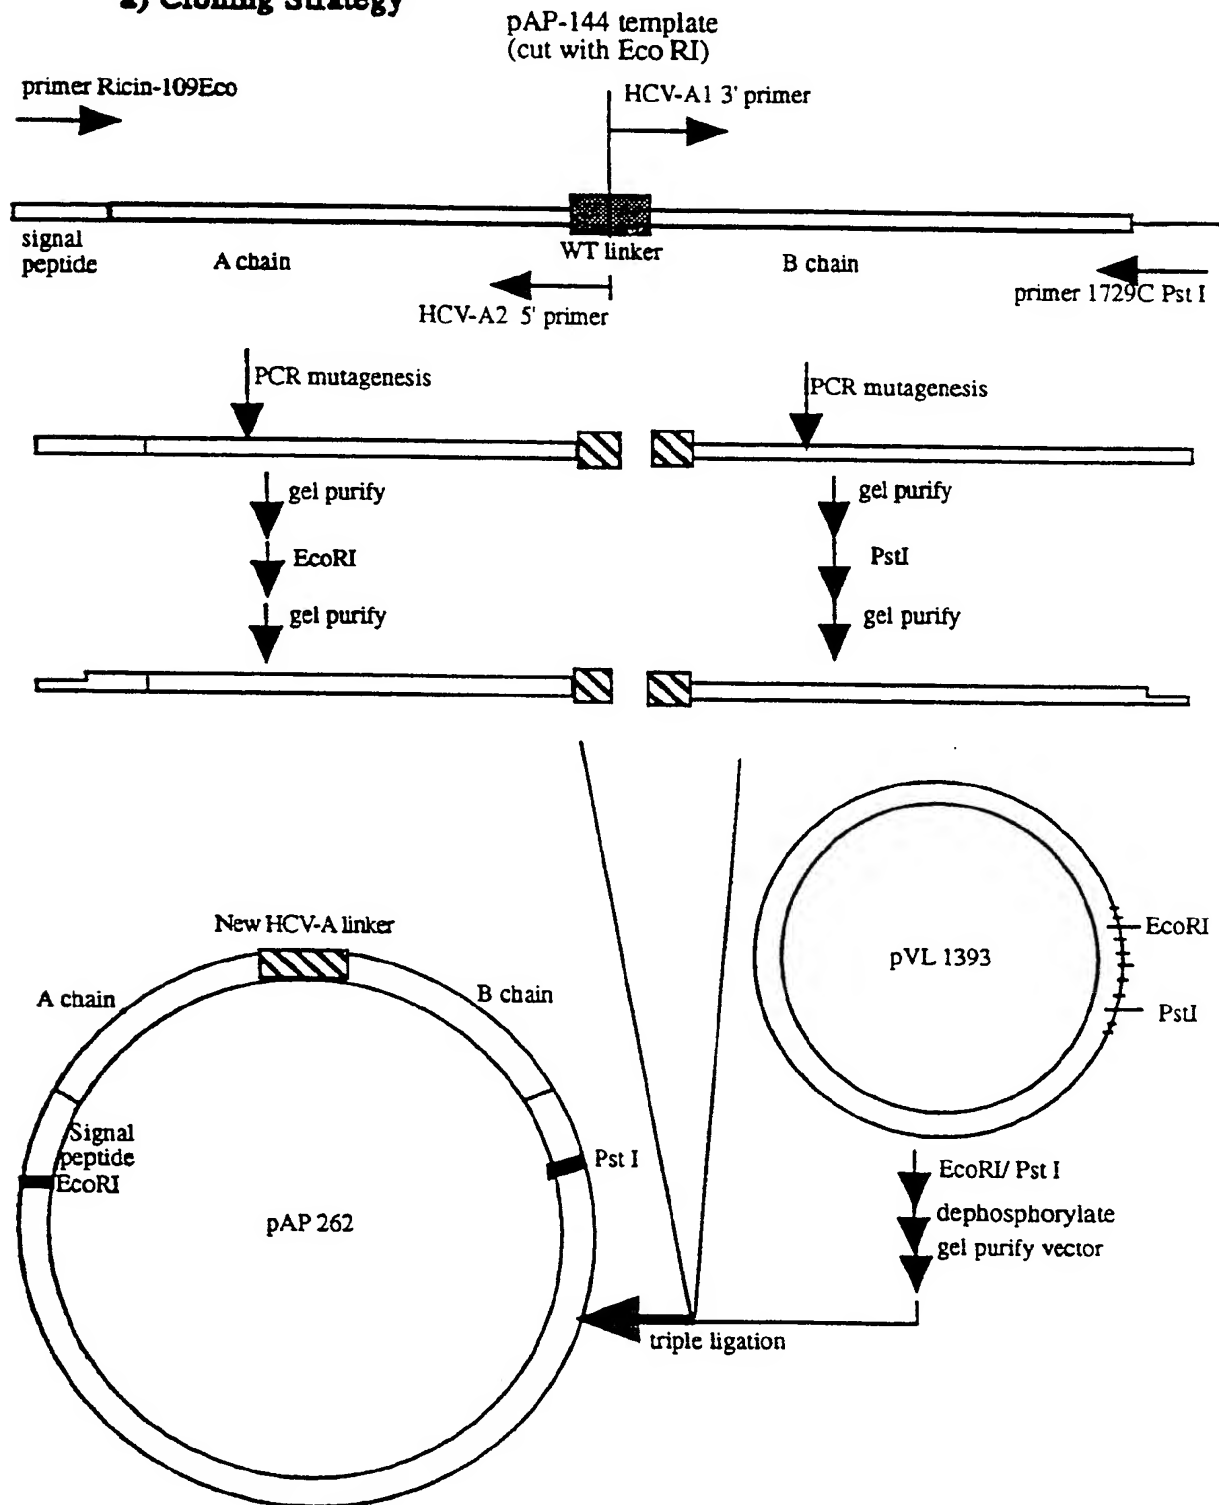 a) Cloning Strategy
pAP-144 template
(cut with Eco RI)
primer Ricin-109Eco
HCV-A1 3' primer
signal
peptide
A chain
WT linker
B chain
HCV-A2 5' primer
primer 1729C Pst I
PCR mutagenesis
PCR mutagenesis
gel purify
gel purify
EcoRI
PstI
gel purify
gel purify
New HCV-A linker
A chain
B chain
pVL 1393
EcoRI
PstI
Signal
peptide
EcoRI
Pst I
pAP 262
EcoRI/ Pst I
dephosphorylate
gel purify vector
triple ligation